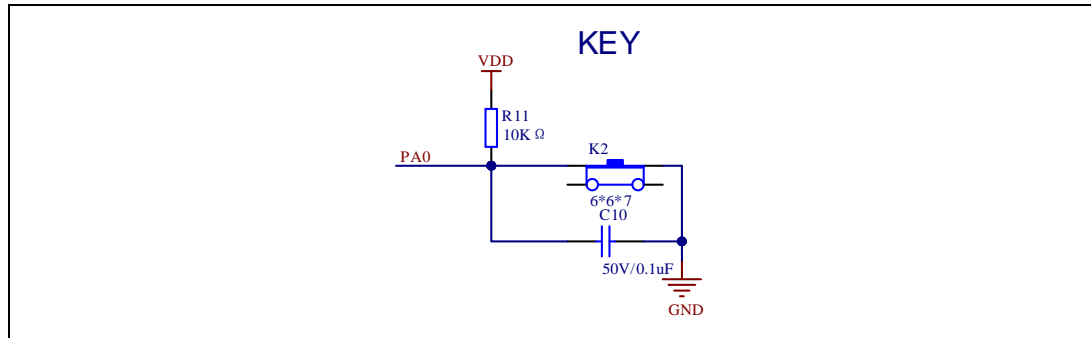 KEY
VDD
R11
10K Ω
PA0
K2
6*6*7
C10
50V/0.1uF
GND